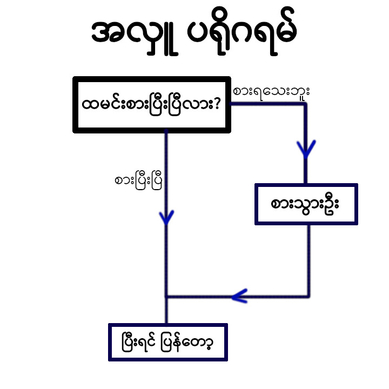 အလှူ ပရိုဂရမ်
ထမင်းစားပြီးပြီလား?
စားရသေးဘူး
စားပြီးပြီ
စားသွားဦး
ပြီးရင် ပြန်တော့